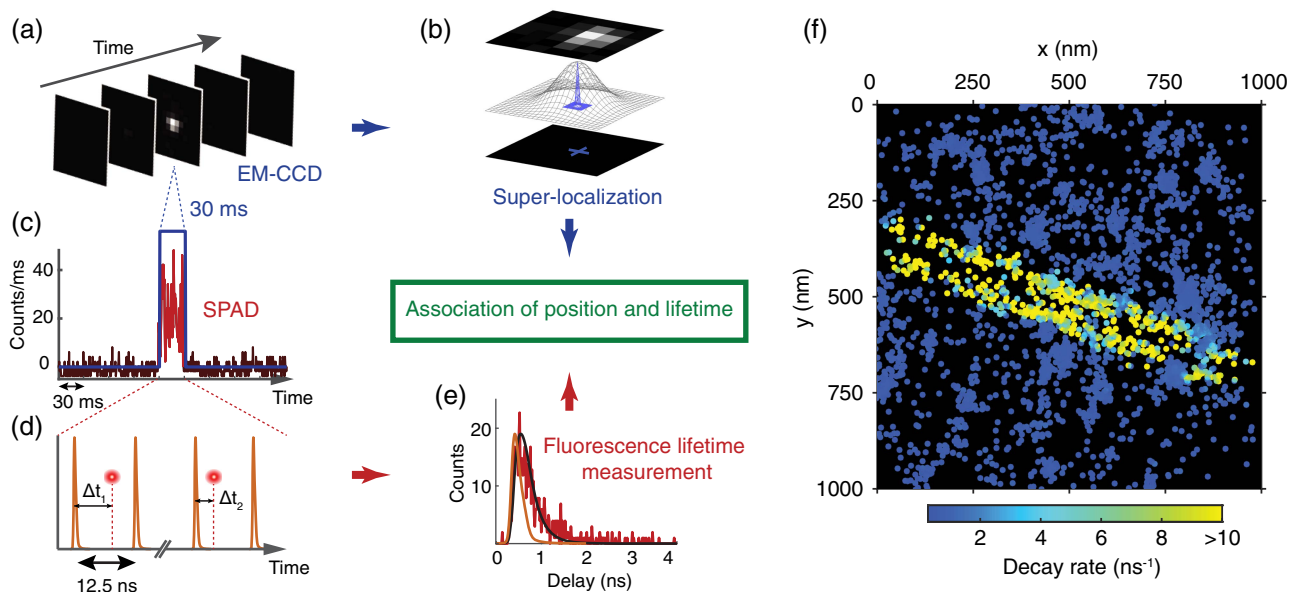 (a)
Time
EM-CCD
30 ms
(b)
Super-localization
(c)
Counts/ms
40
20
0
SPAD
30 ms
Time
Association of position and lifetime
(d)
Δt1
Δt2
Time
12.5 ns
(e)
Counts
20
10
0 1 2 3 4
Delay (ns)
Fluorescence lifetime
measurement
(f)
x (nm)
0 250 500 750 1000
y (nm)
0
250
500
750
1000
2 4 6 8 >10
Decay rate (ns⁻¹)